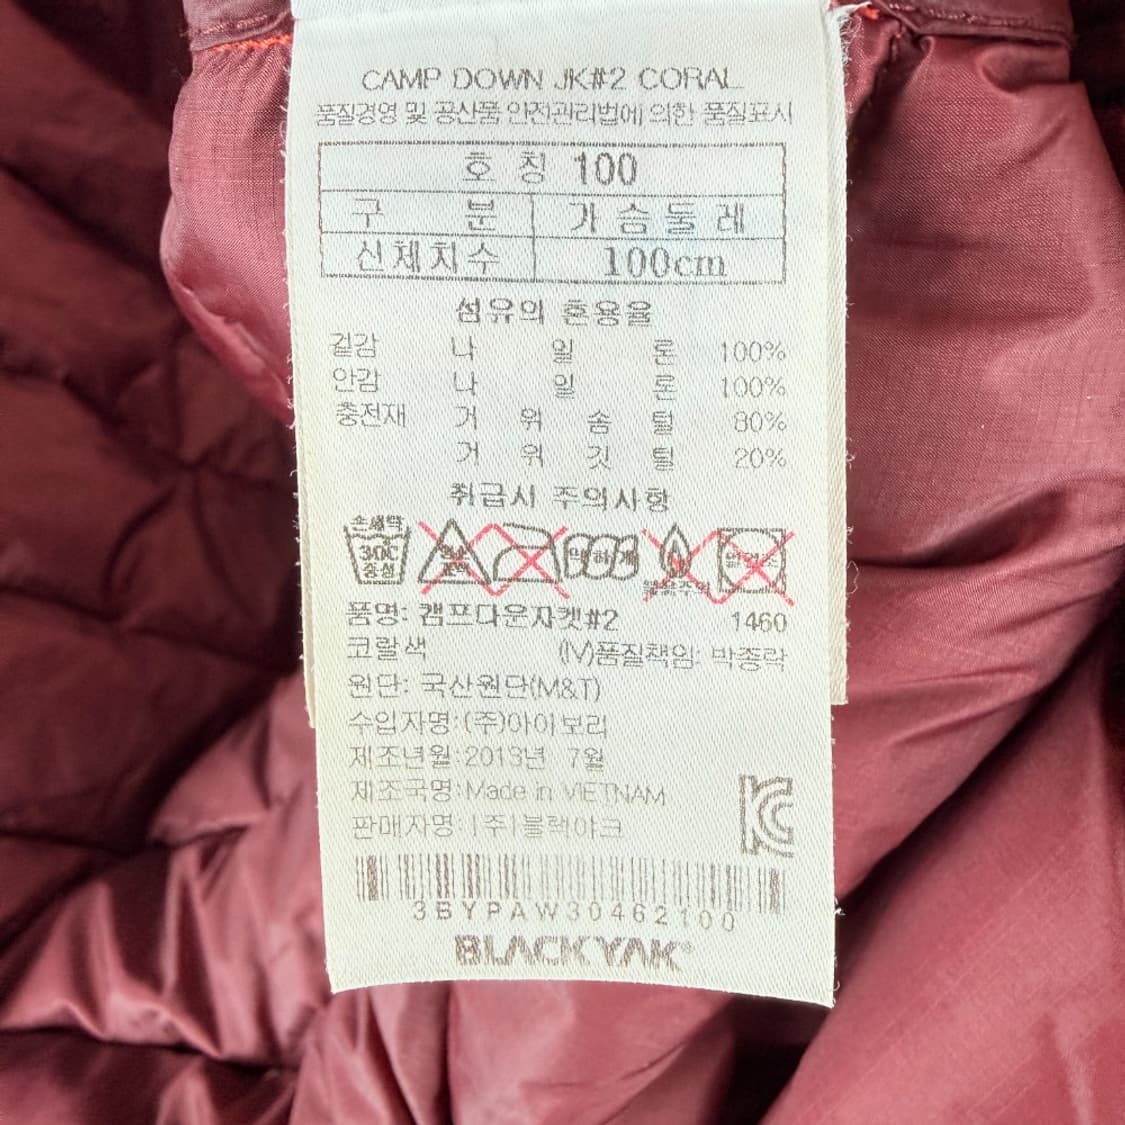 CAMP DOWN JK#2 CORAL
품질경영 및 공산품 안전관리법에 의한 품질표시
호 칭 100
구 분 가 슴 둘 레
신체치수 100cm
섬유의 혼용율
겉감 나 일 론 100%
안감 나 일 론 100%
충전재 거 위 솜 털 80%
거 위 깃 털 20%
취급시 주의사항
손세탁
30C
중성
약하게
품명: 캠프다운자켓#2 1460
코랄색 (IV)품질책임: 박종락
원단: 국산원단(M&T)
수입자명:(주)아이보리
제조년월:2013년 7월
제조국명:Made in VIETNAM
판매자명:(주)블랙야크
3BYPAW30462100
BLACKYAK